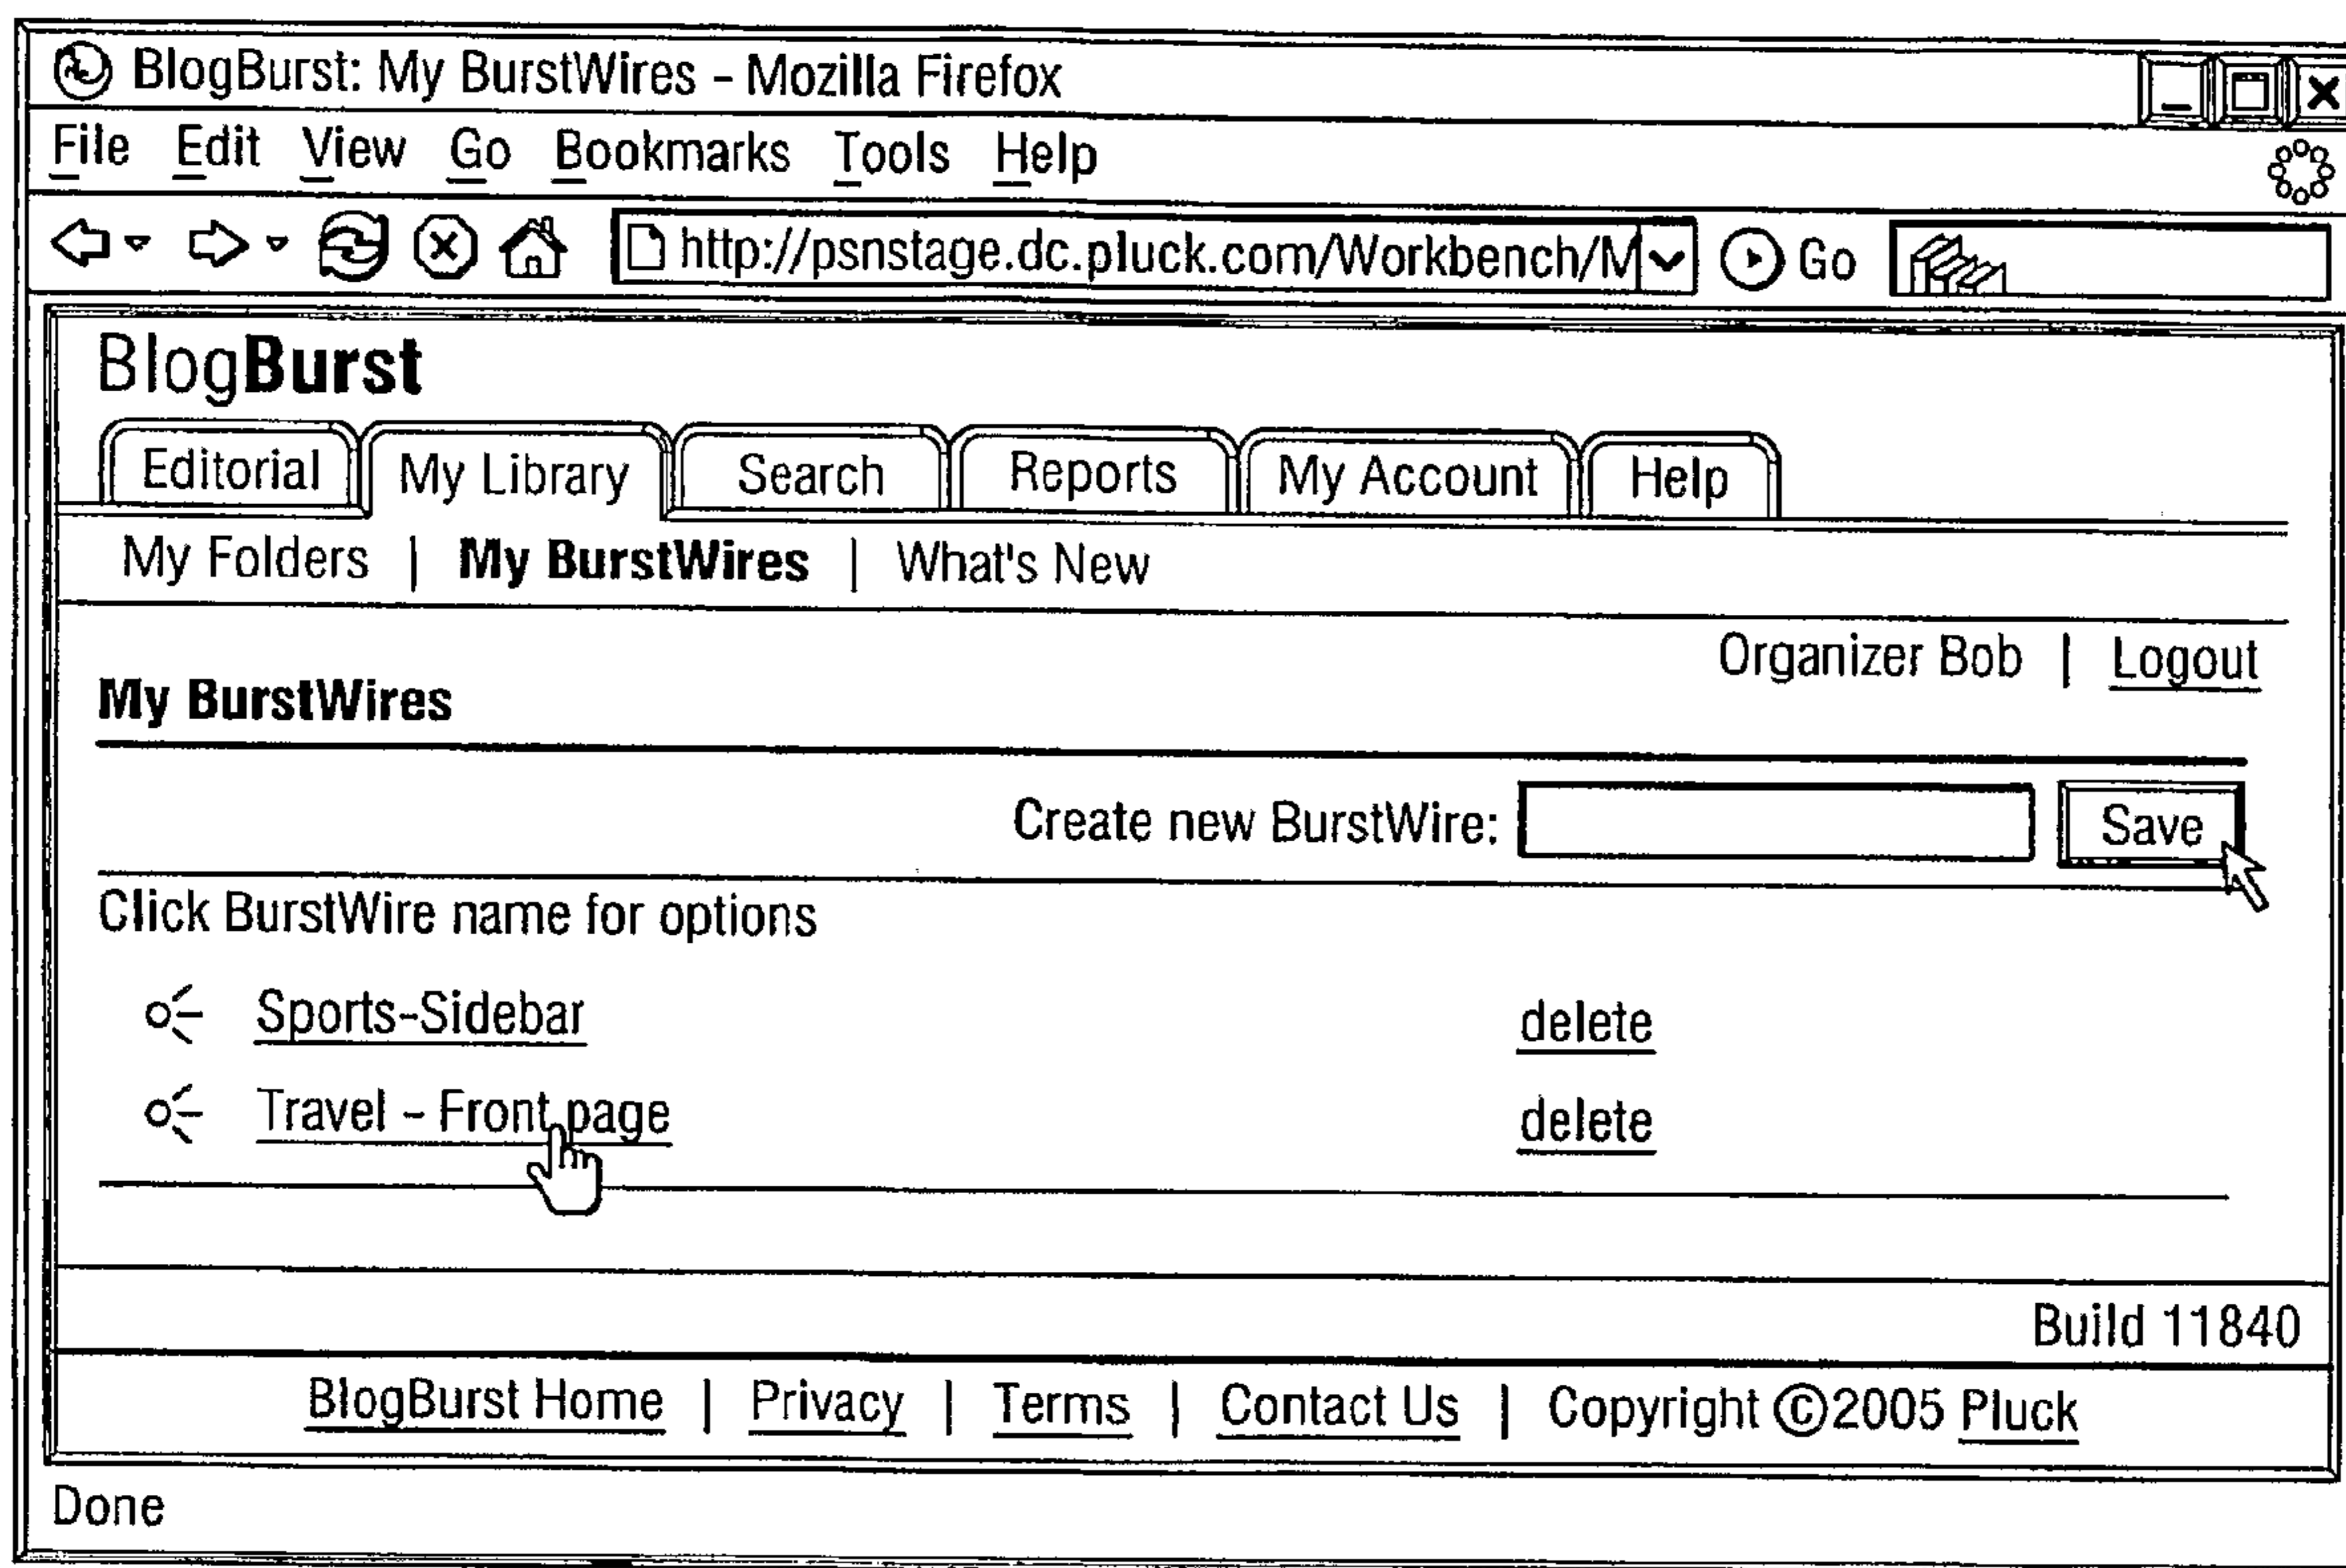 BlogBurst: My BurstWires - Mozilla Firefox
File Edit View Go Bookmarks Tools Help
http://psnstage.dc.pluck.com/Workbench/M Go
BlogBurst
Editorial My Library Search Reports My Account Help
My Folders | My BurstWires | What's New
Organizer Bob | Logout
My BurstWires
Create new BurstWire: Save
Click BurstWire name for options
Sports-Sidebar delete
Travel - Front page delete
Build 11840
BlogBurst Home | Privacy | Terms | Contact Us | Copyright ©2005 Pluck
Done